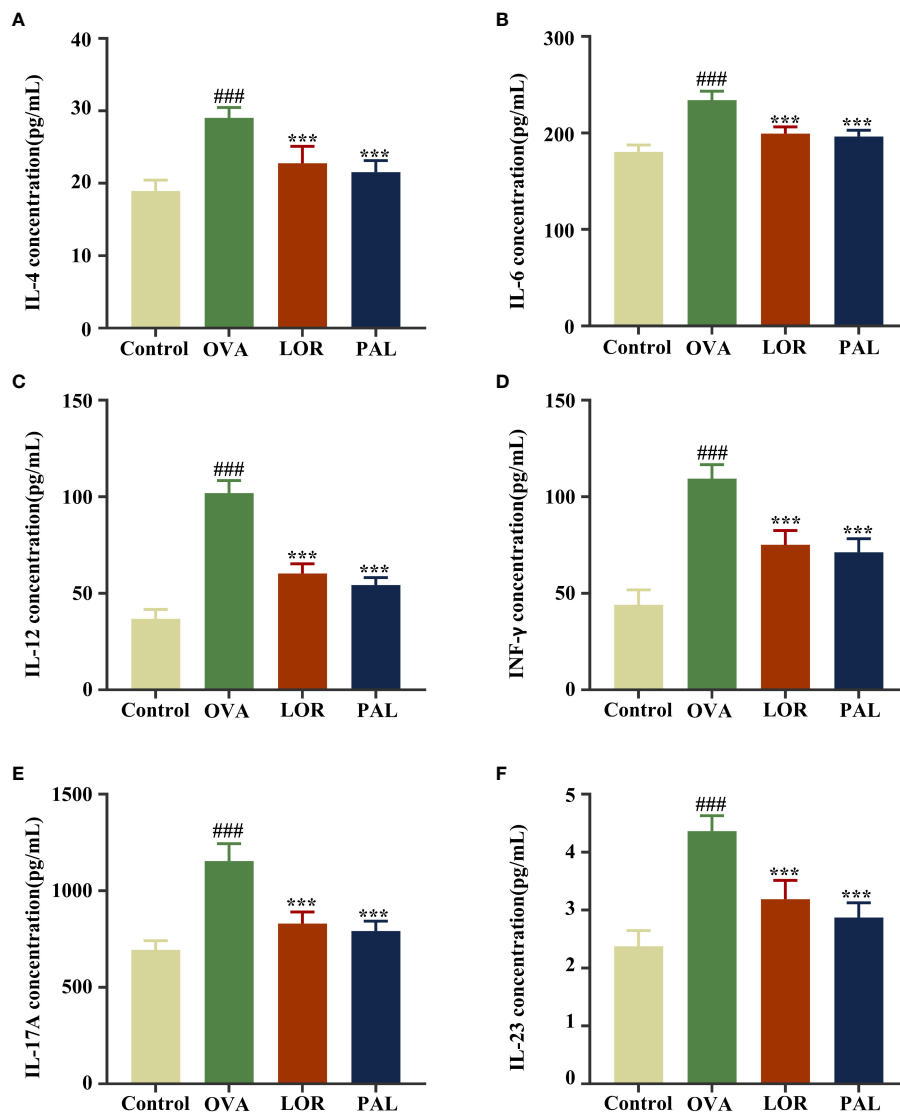 A
IL-4 concentration(pg/mL)
40
30
20
10
0
###
***
***
Control OVA LOR PAL
B
IL-6 concentration(pg/mL)
300
200
100
0
###
***
***
Control OVA LOR PAL
C
IL-12 concentration(pg/mL)
150
100
50
0
###
***
***
Control OVA LOR PAL
D
INF-γ concentration(pg/mL)
150
100
50
0
###
***
***
Control OVA LOR PAL
E
IL-17A concentration(pg/mL)
1500
1000
500
0
###
***
***
Control OVA LOR PAL
F
IL-23 concentration(pg/mL)
5
4
3
2
1
0
###
***
***
Control OVA LOR PAL